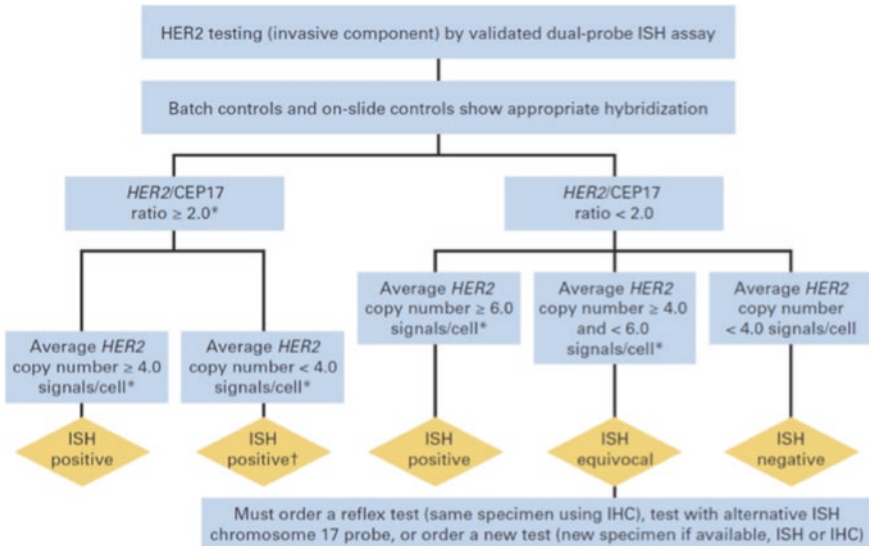 HER2 testing (invasive component) by validated dual-probe ISH assay
Batch controls and on-slide controls show appropriate hybridization
HER2/CEP17
ratio ≥ 2.0*
HER2/CEP17
ratio < 2.0
Average HER2
copy number ≥ 4.0
signals/cell*
Average HER2
copy number < 4.0
signals/cell*
Average HER2
copy number ≥ 6.0
signals/cell*
Average HER2
copy number ≥ 4.0
and < 6.0
signals/cell*
Average HER2
copy number
< 4.0 signals/cell
ISH
positive
ISH
positive†
ISH
positive
ISH
equivocal
ISH
negative
Must order a reflex test (same specimen using IHC), test with alternative ISH
chromosome 17 probe, or order a new test (new specimen if available, ISH or IHC)